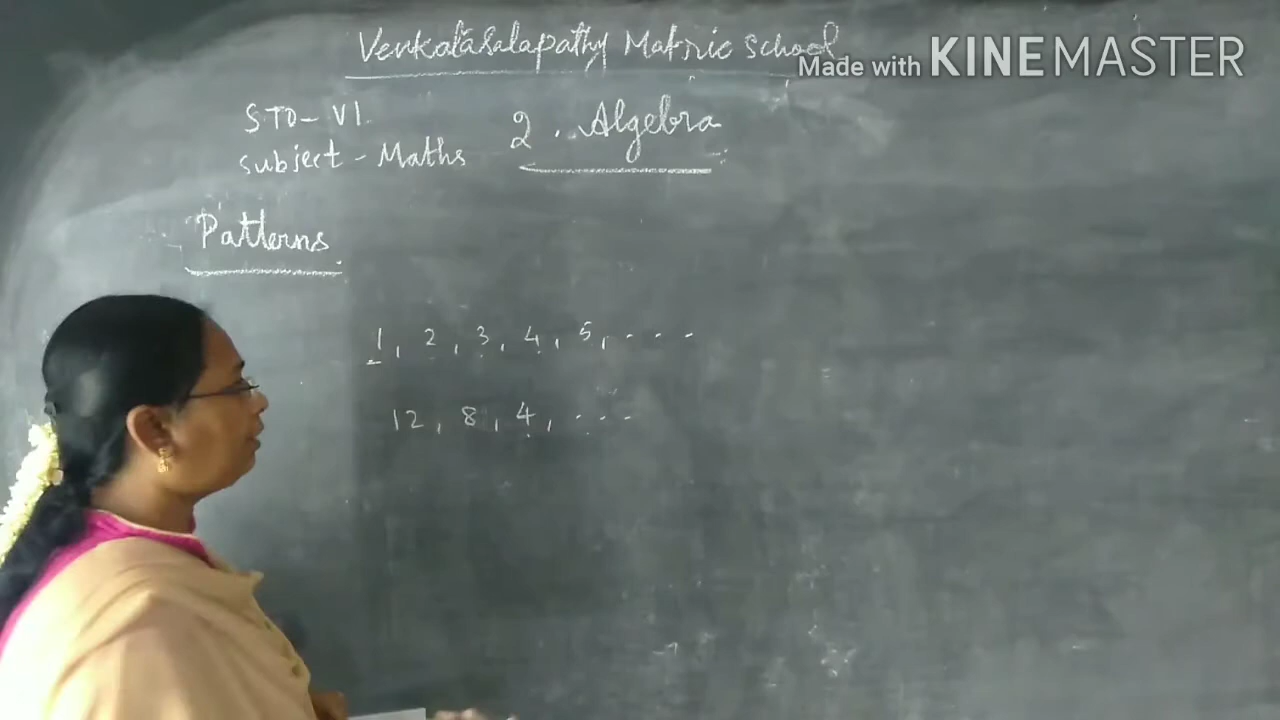 Venkatasalapathy Matric School
Made with KINEMASTER
STD - VI
2. Algebra
Subject - Maths
Patterns
1, 2, 3, 4, 5, - - -
12, 8, 4, - - -